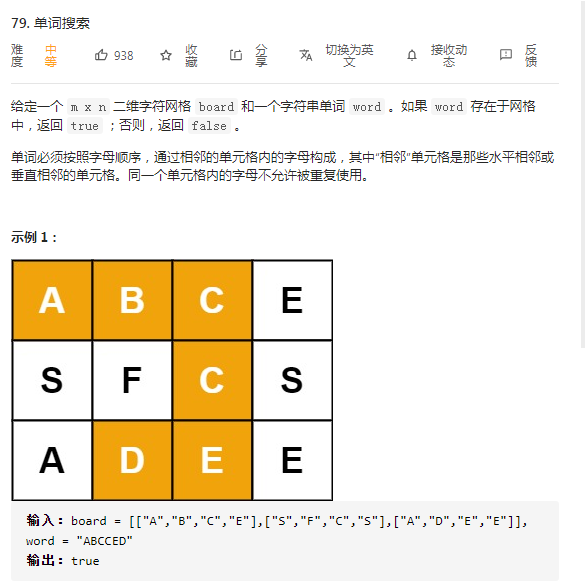 79. 单词搜索
难度 中等 938 收藏 分享 切换为英文 接收动态 反馈
给定一个 m x n 二维字符网格 board 和一个字符串单词 word 。如果 word 存在于网格
中，返回 true ；否则，返回 false 。
单词必须按照字母顺序，通过相邻的单元格内的字母构成，其中“相邻”单元格是那些水平相邻或
垂直相邻的单元格。同一个单元格内的字母不允许被重复使用。
示例 1：
A B C E
S F C S
A D E E
输入：board = [["A","B","C","E"],["S","F","C","S"],["A","D","E","E"]],
word = "ABCCED"
输出：true